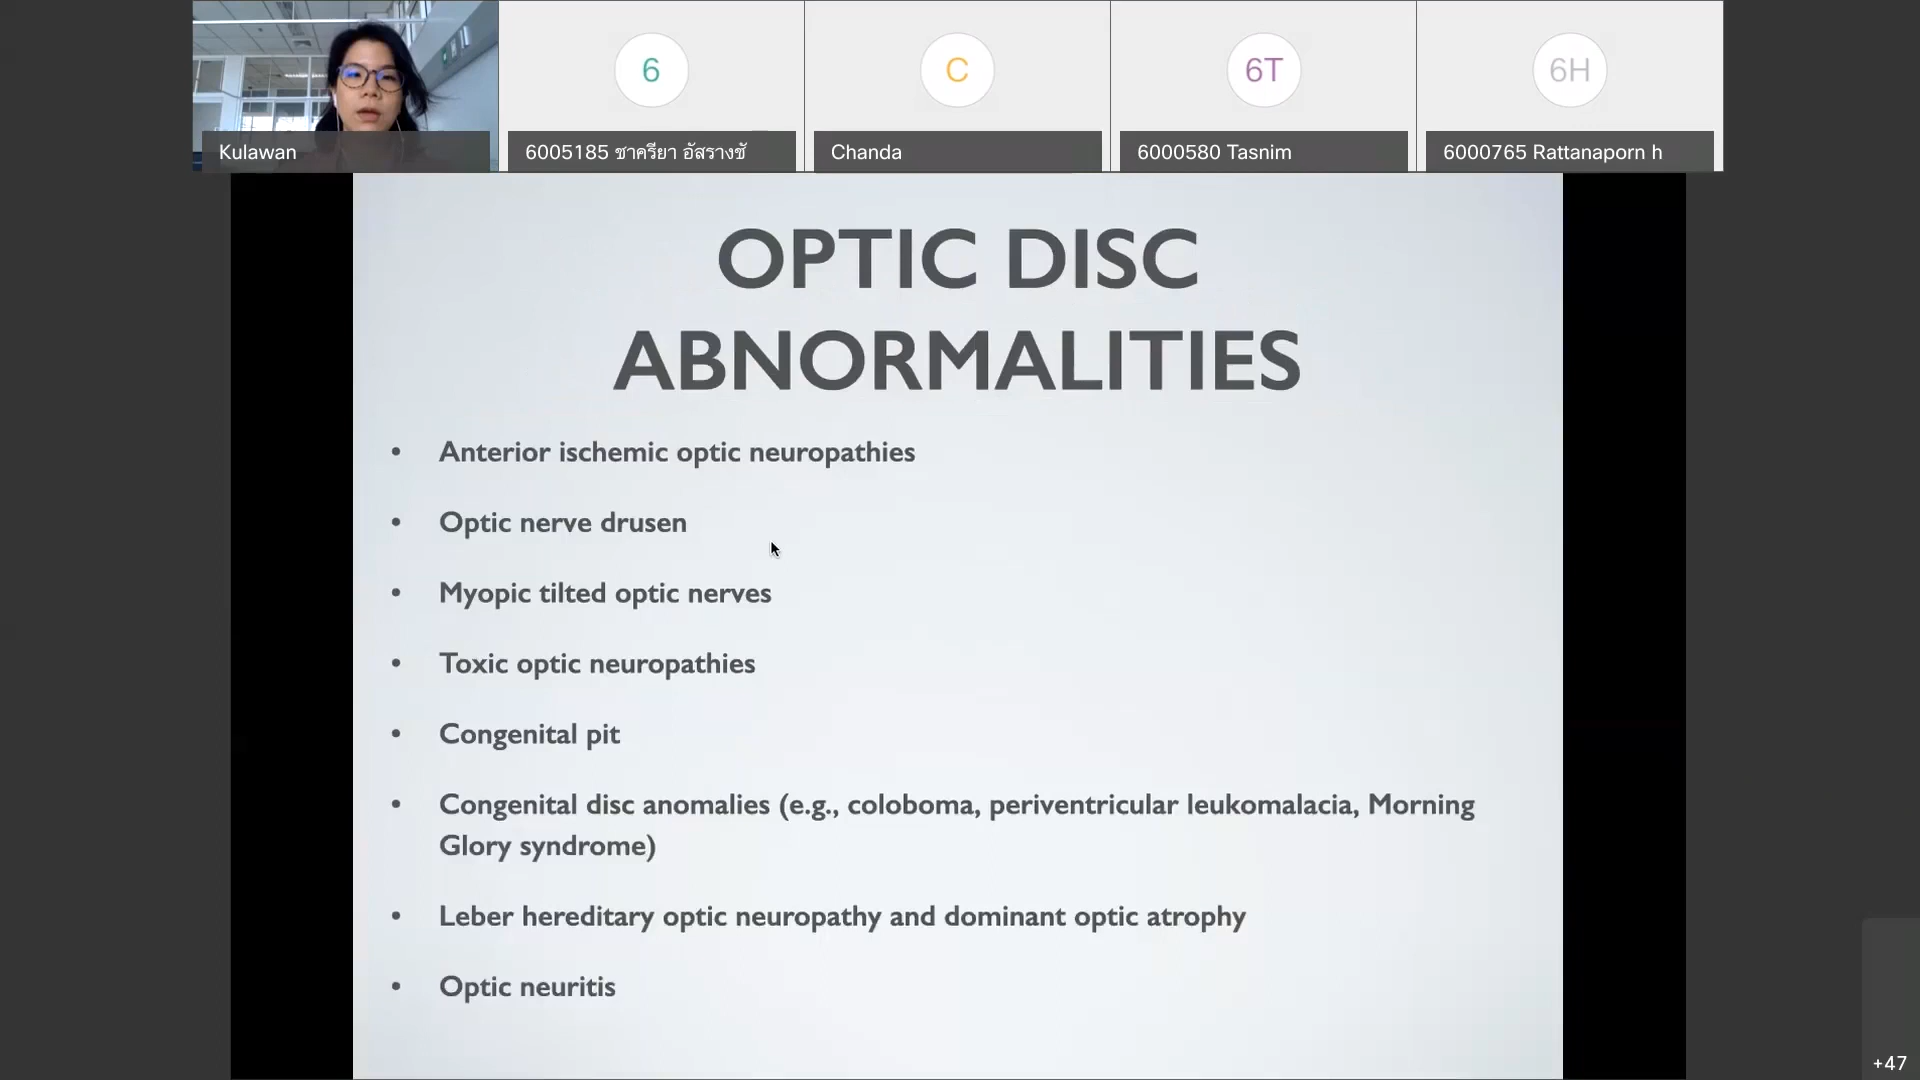 6
C
6T
6H
Kulawan
6005185 ชาครียา อัสรางชั
Chanda
6000580 Tasnim
6000765 Rattanaporn h
OPTIC DISC
ABNORMALITIES
• Anterior ischemic optic neuropathies
• Optic nerve drusen
• Myopic tilted optic nerves
• Toxic optic neuropathies
• Congenital pit
• Congenital disc anomalies (e.g., coloboma, periventricular leukomalacia, Morning
Glory syndrome)
• Leber hereditary optic neuropathy and dominant optic atrophy
• Optic neuritis
+47